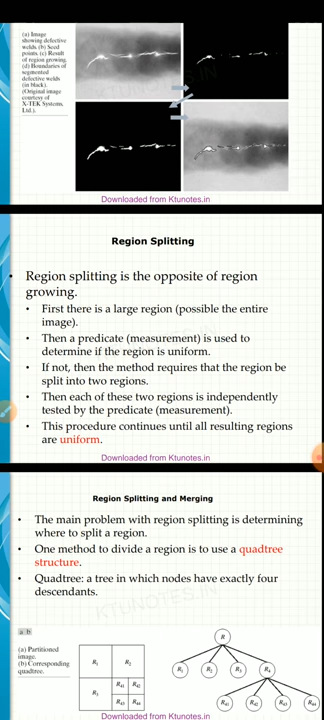 (a) Image
showing defective
welds. (b) Seed
points. (c) Result
of region growing.
(d) Boundaries of
segmented
defective welds
(in black).
(Original image
courtesy of
X-TEK Systems,
Ltd.).
Downloaded from Ktunotes.in
Region Splitting
• Region splitting is the opposite of region
growing.
• First there is a large region (possible the entire
image).
• Then a predicate (measurement) is used to
determine if the region is uniform.
• If not, then the method requires that the region be
split into two regions.
• Then each of these two regions is independently
tested by the predicate (measurement).
• This procedure continues until all resulting regions
are uniform.
Downloaded from Ktunotes.in
Region Splitting and Merging
• The main problem with region splitting is determining
where to split a region.
• One method to divide a region is to use a quadtree
structure.
• Quadtree: a tree in which nodes have exactly four
descendants.
KTUNOTES.IN
a b
(a) Partitioned
image.
(b) Corresponding
quadtree.
R1 R2
R3 R41 R42
R43 R44
R
R1 R2 R3 R4
R41 R42 R43 R44
Downloaded from Ktunotes.in